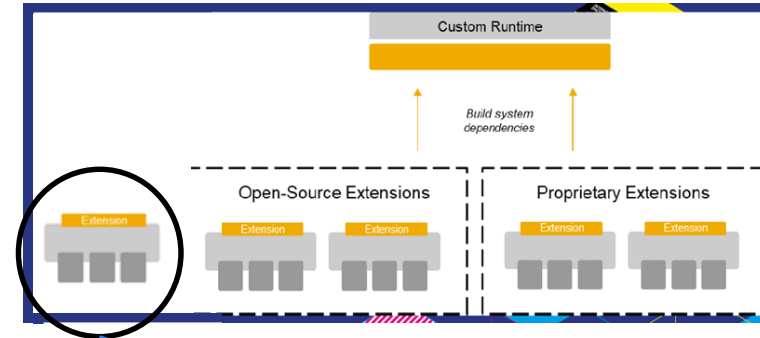 Custom Runtime
Build system
dependencies
Open-Source Extensions
Proprietary Extensions
Extension
Extension
Extension
Extension
Extension